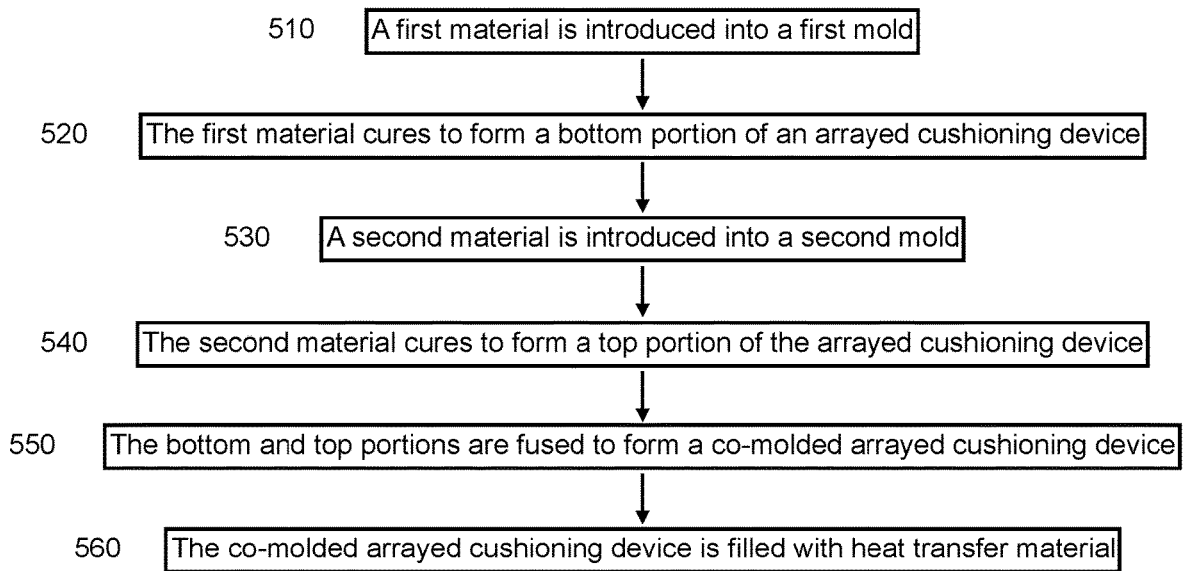 510 A first material is introduced into a first mold
520 The first material cures to form a bottom portion of an arrayed cushioning device
530 A second material is introduced into a second mold
540 The second material cures to form a top portion of the arrayed cushioning device
550 The bottom and top portions are fused to form a co-molded arrayed cushioning device
560 The co-molded arrayed cushioning device is filled with heat transfer material